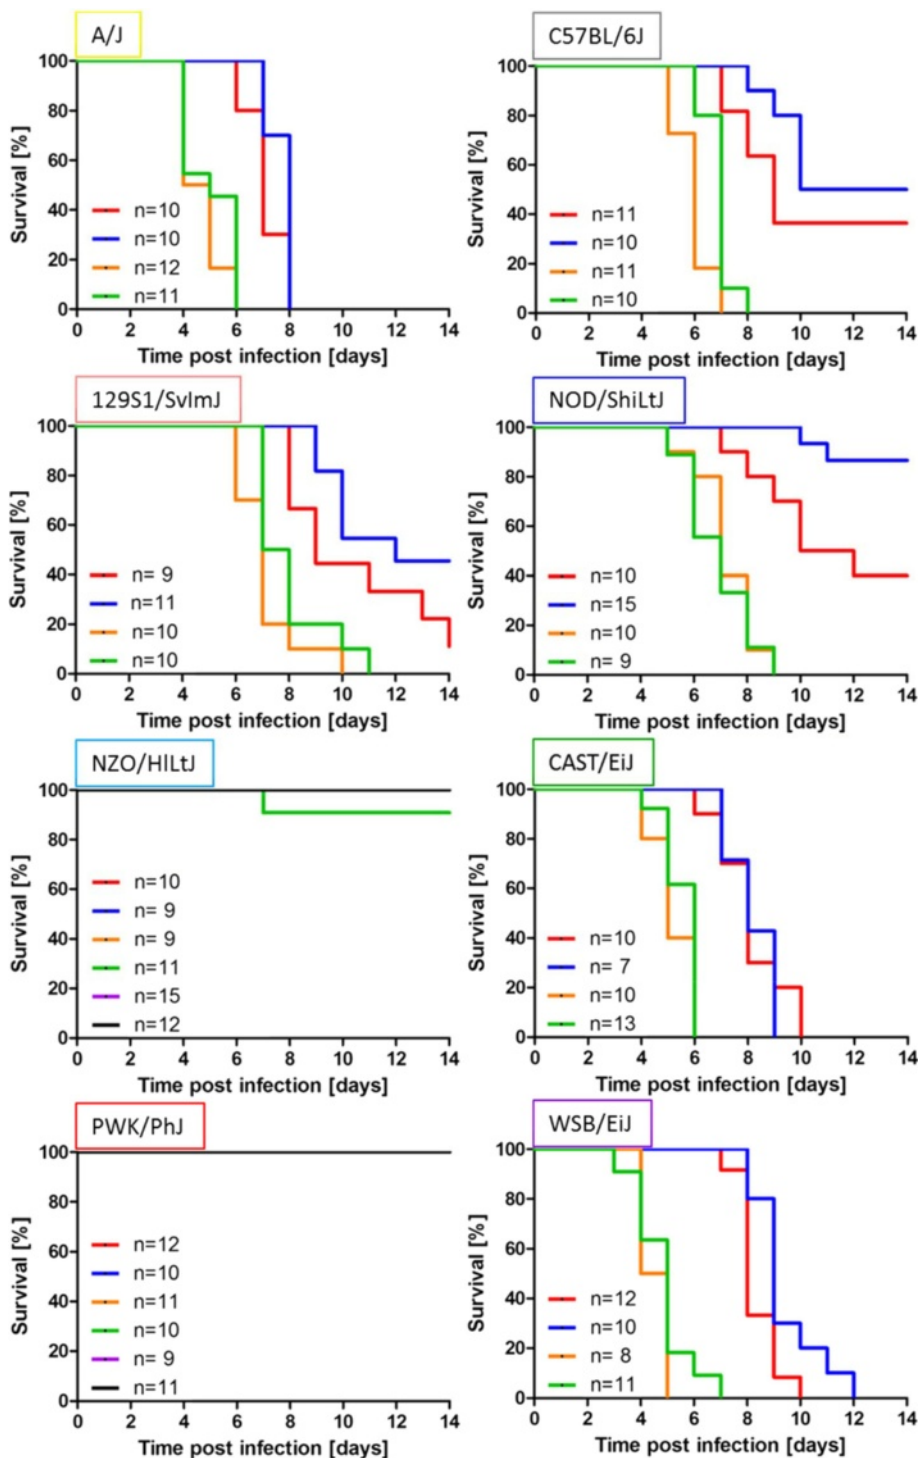 A/J
Survival [%]
100
80
60
40
20
0
n=10
n=10
n=12
n=11
0 2 4 6 8 10 12 14
Time post infection [days]
C57BL/6J
Survival [%]
100
80
60
40
20
0
n=11
n=10
n=11
n=10
0 2 4 6 8 10 12 14
Time post infection [days]
129S1/SvImJ
Survival [%]
100
80
60
40
20
0
n= 9
n=11
n=10
n=10
0 2 4 6 8 10 12 14
Time post infection [days]
NOD/ShiLtJ
Survival [%]
100
80
60
40
20
0
n=10
n=15
n=10
n= 9
0 2 4 6 8 10 12 14
Time post infection [days]
NZO/HlLtJ
Survival [%]
100
80
60
40
20
0
n=10
n= 9
n= 9
n=11
n=15
n=12
0 2 4 6 8 10 12 14
Time post infection [days]
CAST/EiJ
Survival [%]
100
80
60
40
20
0
n=10
n= 7
n=10
n=13
0 2 4 6 8 10 12 14
Time post infection [days]
PWK/PhJ
Survival [%]
100
80
60
40
20
0
n=12
n=10
n=11
n=10
n= 9
n=11
0 2 4 6 8 10 12 14
Time post infection [days]
WSB/EiJ
Survival [%]
100
80
60
40
20
0
n=12
n=10
n= 8
n=11
0 2 4 6 8 10 12 14
Time post infection [days]